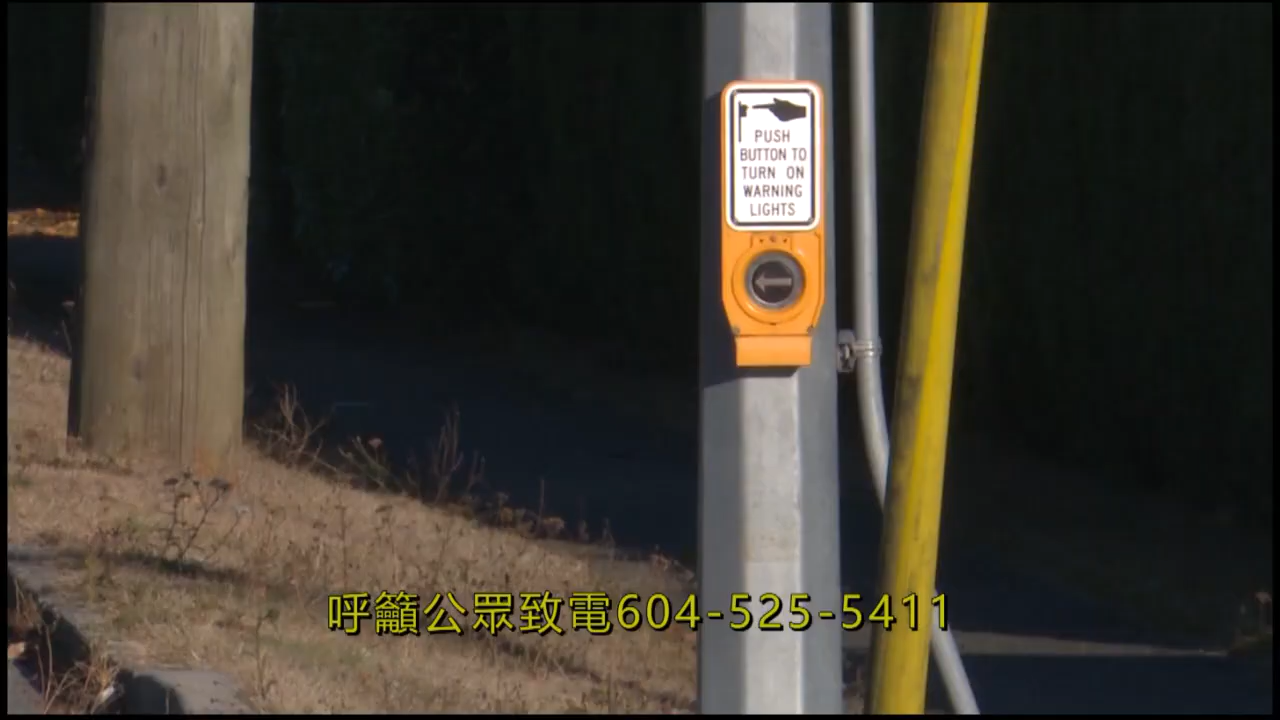 PUSH
BUTTON TO
TURN ON
WARNING
LIGHTS
呼籲公眾致電604-525-5411